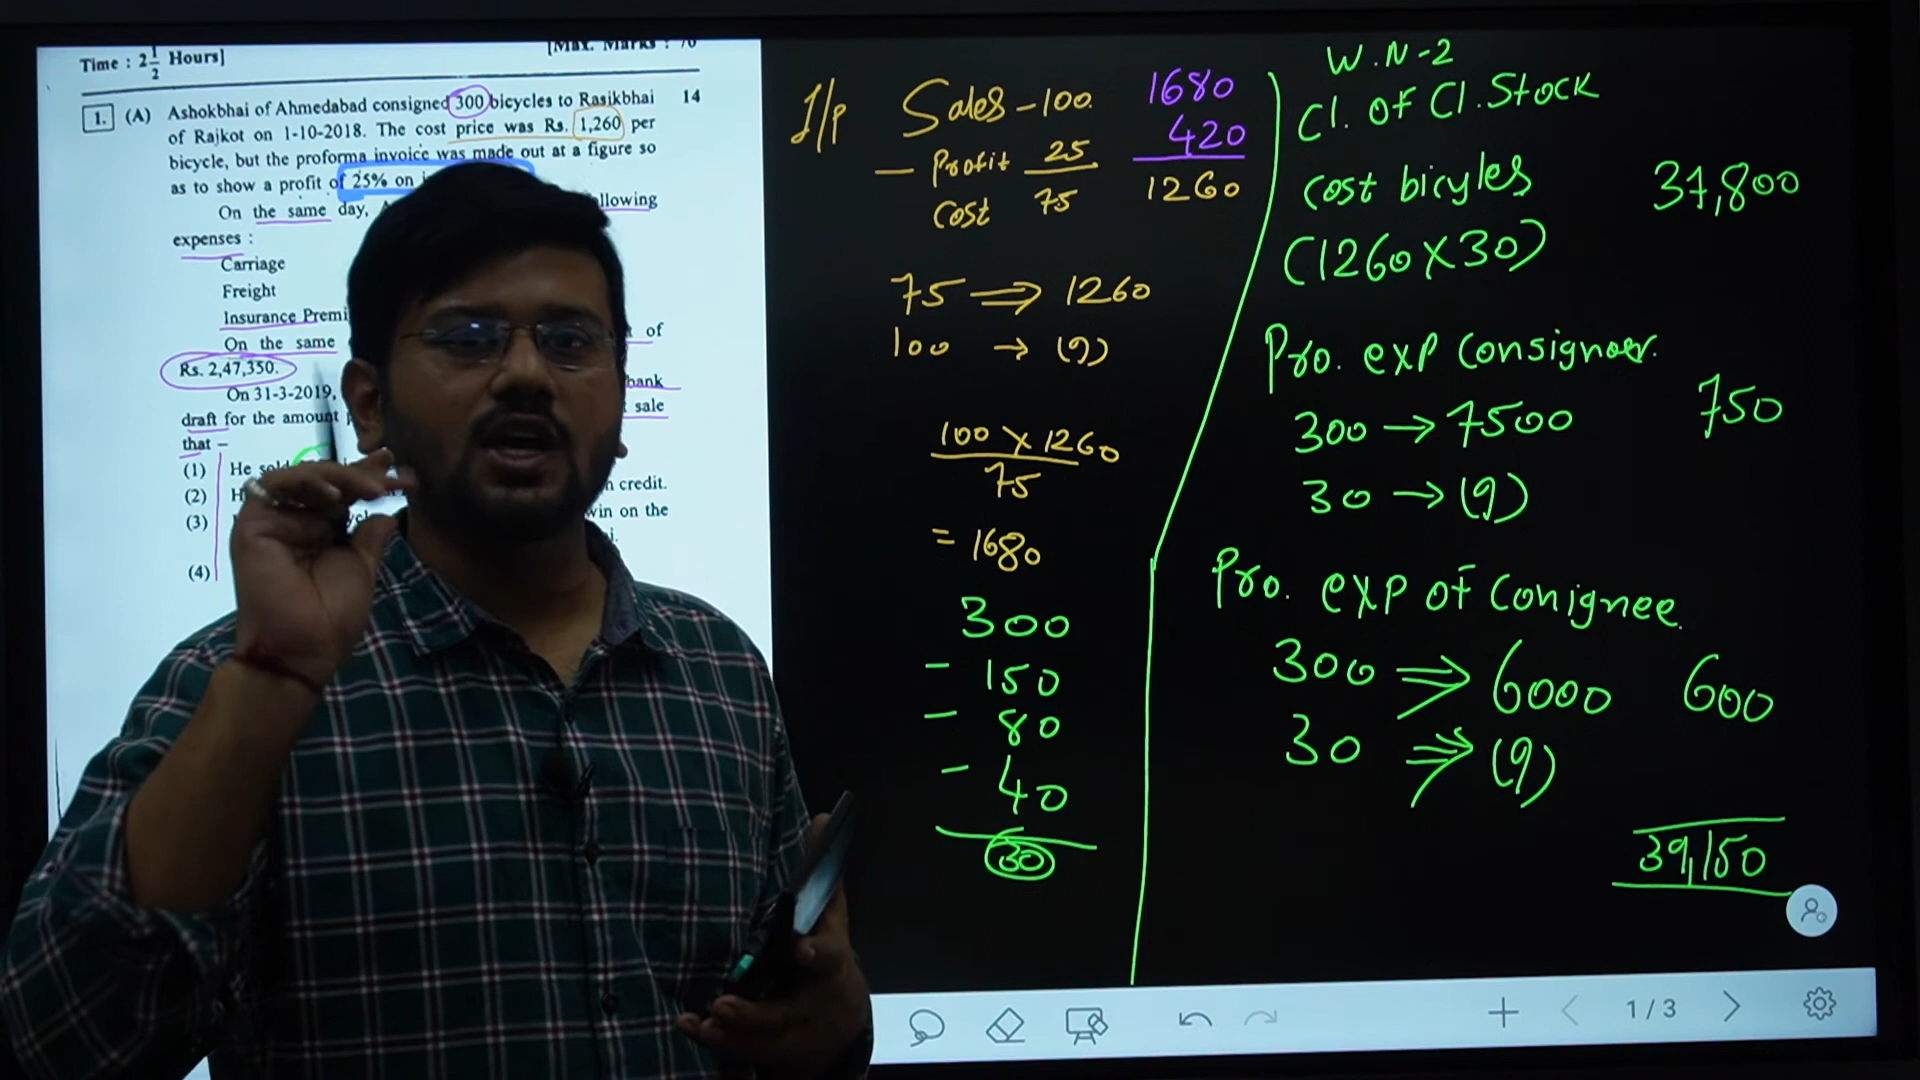 Time : 2 1/2 Hours]
[Max. Marks : 70
1. (A) Ashokbhai of Ahmedabad consigned 300 bicycles to Rasikbhai 14
of Rajkot on 1-10-2018. The cost price was Rs. 1,260 per
bicycle, but the proforma invoice was made out at a figure so
as to show a profit of 25% on
On the same day, llowing
expenses :
Carriage
Freight
Insurance Premi
On the same of
Rs. 2,47,350.
On 31-3-2019, bank
draft for the amount sale
that –
(1) He sold
(2) H n credit.
(3) win on the
(4)
I/p Sales – 100.
– Profit 25
Cost 75
1680
420
1260
75 ⇒ 1260
100 → (?)
100 × 1260
75
= 1680
300
- 150
- 80
- 40
30
W.N-2
Cl. of Cl. Stock
Cost bicyles 37,800
(1260X30)
Pro. exp Consignoer.
300 → 7500 750
30 → (?)
Pro. exp of Conignee.
300 ⇒ 6000 600
30 ⇒ (?)
39,150
1 / 3